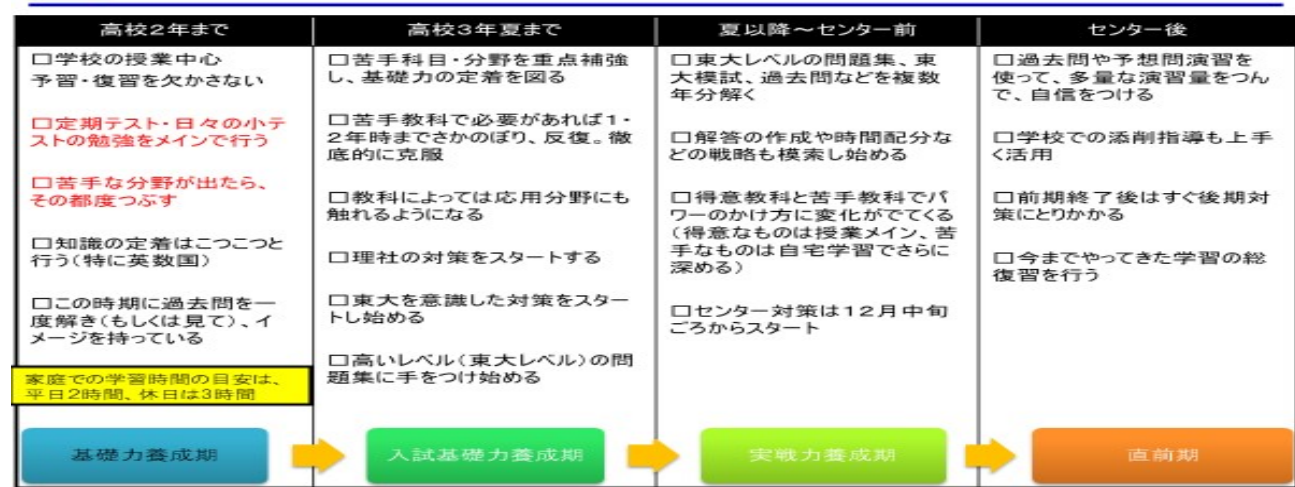 高校2年まで
□学校の授業中心
予習・復習を欠かさない
□定期テスト・日々の小テ
ストの勉強をメインで行う
□苦手な分野が出たら、
その都度つぶす
□知識の定着はこつこつと
行う(特に英数国)
□この時期に過去問を一
度解き(もしくは見て)、イ
メージを持っている
家庭での学習時間の目安は、
平日2時間、休日は3時間
基礎力養成期
高校3年夏まで
□苦手科目・分野を重点補強
し、基礎力の定着を図る
□苦手教科で必要があれば1・
2年時までさかのぼり、反復。徹
底的に克服
□教科によっては応用分野にも
触れるようになる
□理社の対策をスタートする
□東大を意識した対策をスター
トし始める
□高いレベル(東大レベル)の問
題集に手をつけ始める
入試基礎力養成期
夏以降~センター前
□東大レベルの問題集、東
大模試、過去問などを複数
年分解く
□解答の作成や時間配分な
どの戦略も模索し始める
□得意教科と苦手教科でパ
ワーのかけ方に変化がでてくる
(得意なものは授業メイン、苦
手なものは自宅学習でさらに
深める)
□センター対策は12月中旬
ごろからスタート
実戦力養成期
センター後
□過去問や予想問演習を
使って、多量な演習量をつん
で、自信をつける
□学校での添削指導も上手
く活用
□前期終了後はすぐ後期対
策にとりかかる
□今までやってきた学習の総
復習を行う
直前期